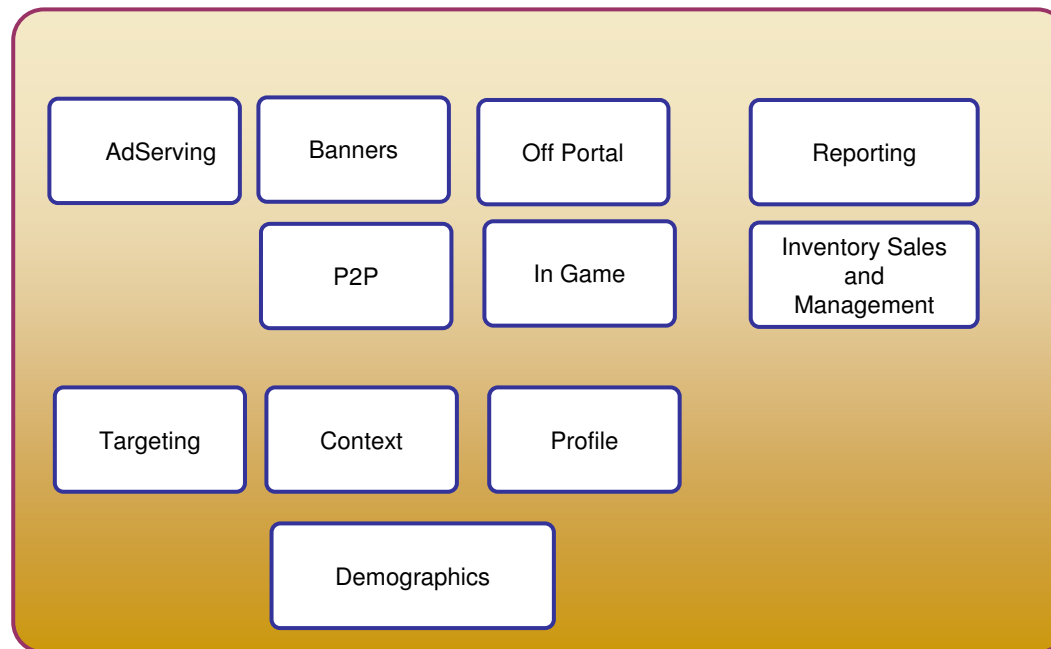 AdServing
Banners
Off Portal
Reporting
P2P
In Game
Inventory Sales
and
Management
Targeting
Context
Profile
Demographics